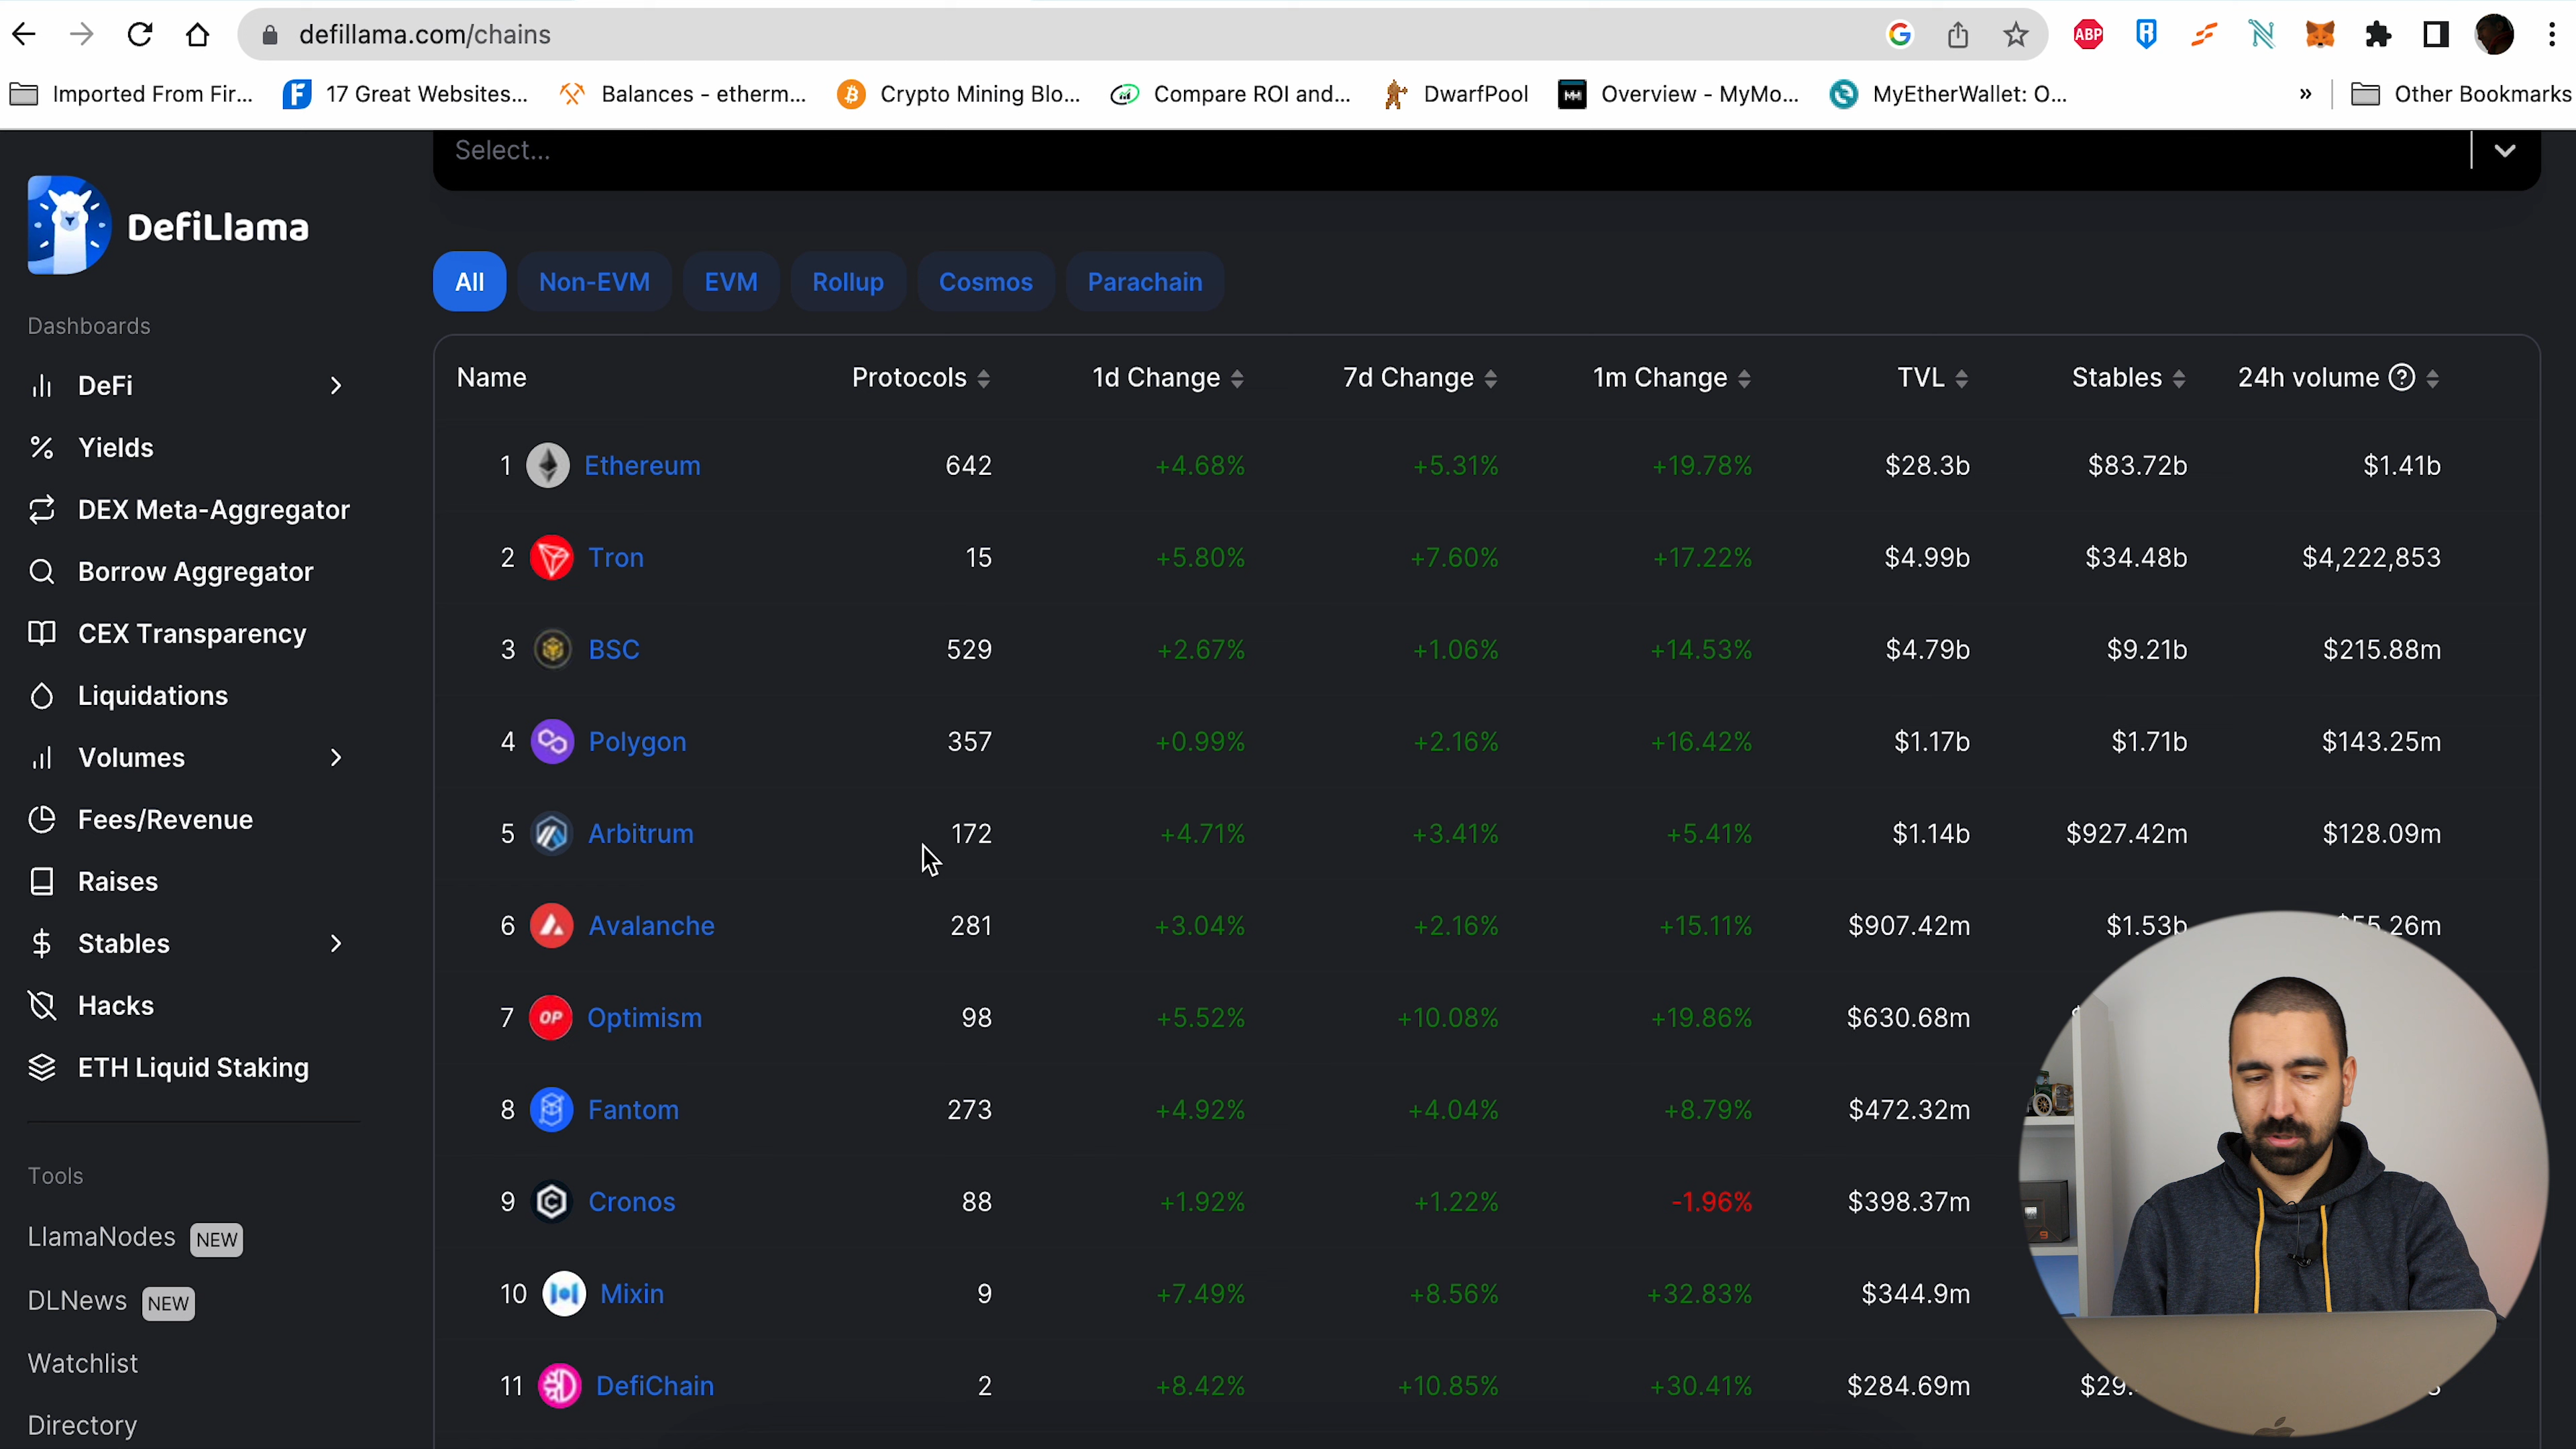 defillama.com/chains
ABP
Imported From Fir...
17 Great Websites...
Balances - etherm...
Crypto Mining Blo...
Compare ROI and...
DwarfPool
Overview - MyMo...
MyEtherWallet: O...
»
Other Bookmarks
Select...
DefiLlama
All
Non-EVM
EVM
Rollup
Cosmos
Parachain
Dashboards
DeFi
Yields
DEX Meta-Aggregator
Borrow Aggregator
CEX Transparency
Liquidations
Volumes
Fees/Revenue
Raises
Stables
Hacks
ETH Liquid Staking
Tools
LlamaNodes NEW
DLNews NEW
Watchlist
Directory
Name Protocols 1d Change 7d Change 1m Change TVL Stables 24h volume
1 Ethereum 642 +4.68% +5.31% +19.78% $28.3b $83.72b $1.41b
2 Tron 15 +5.80% +7.60% +17.22% $4.99b $34.48b $4,222,853
3 BSC 529 +2.67% +1.06% +14.53% $4.79b $9.21b $215.88m
4 Polygon 357 +0.99% +2.16% +16.42% $1.17b $1.71b $143.25m
5 Arbitrum 172 +4.71% +3.41% +5.41% $1.14b $927.42m $128.09m
6 Avalanche 281 +3.04% +2.16% +15.11% $907.42m $1.53b
7 OP Optimism 98 +5.52% +10.08% +19.86% $630.68m
8 Fantom 273 +4.92% +4.04% +8.79% $472.32m
9 Cronos 88 +1.92% +1.22% -1.96% $398.37m
10 Mixin 9 +7.49% +8.56% +32.83% $344.9m
11 DefiChain 2 +8.42% +10.85% +30.41% $284.69m